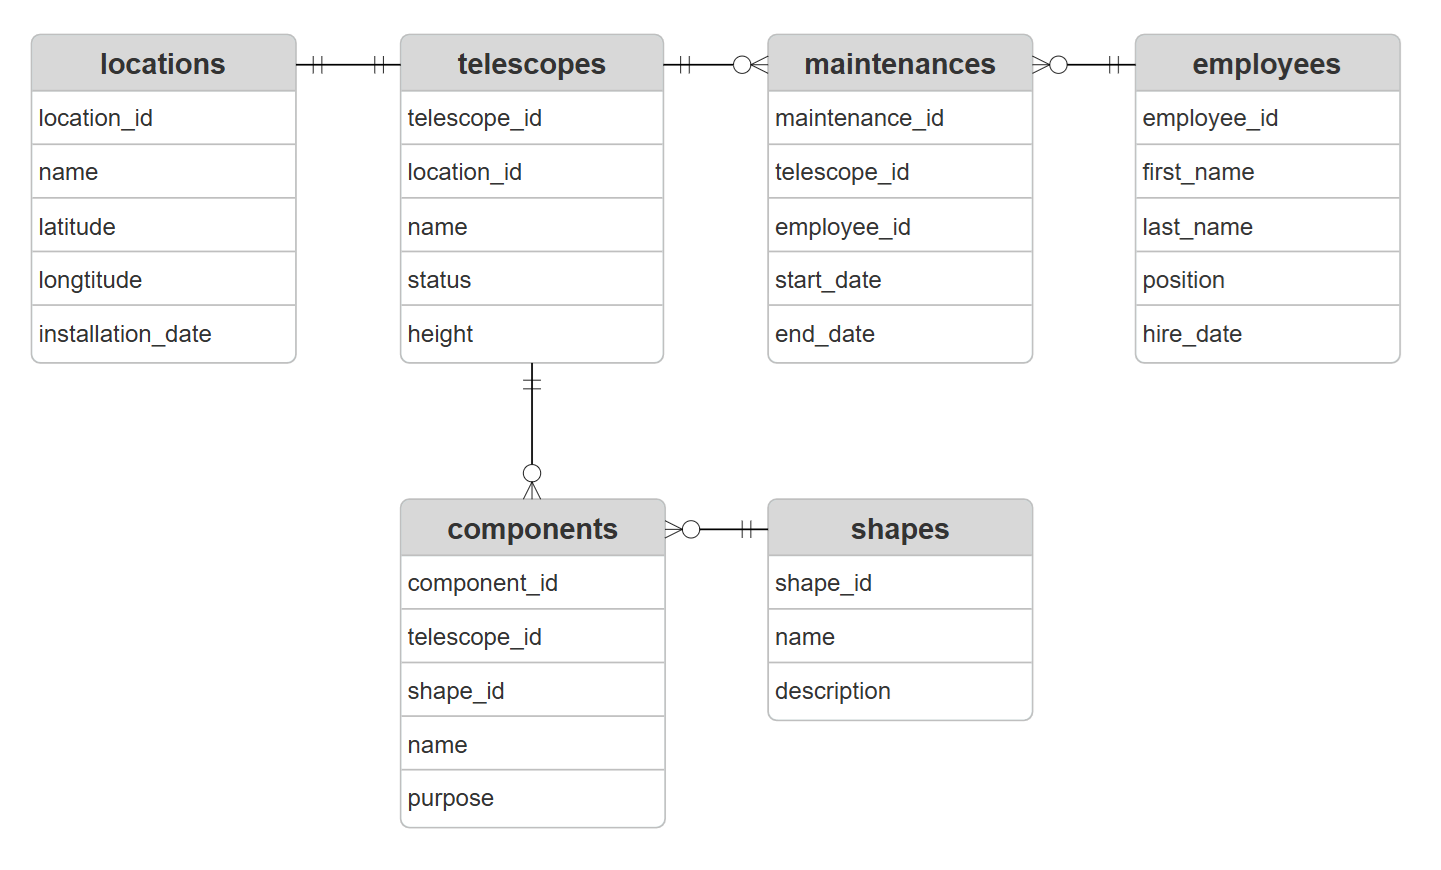 locations
location_id
name
latitude
longtitude
installation_date
telescopes
telescope_id
location_id
name
status
height
maintenances
maintenance_id
telescope_id
employee_id
start_date
end_date
employees
employee_id
first_name
last_name
position
hire_date
components
component_id
telescope_id
shape_id
name
purpose
shapes
shape_id
name
description